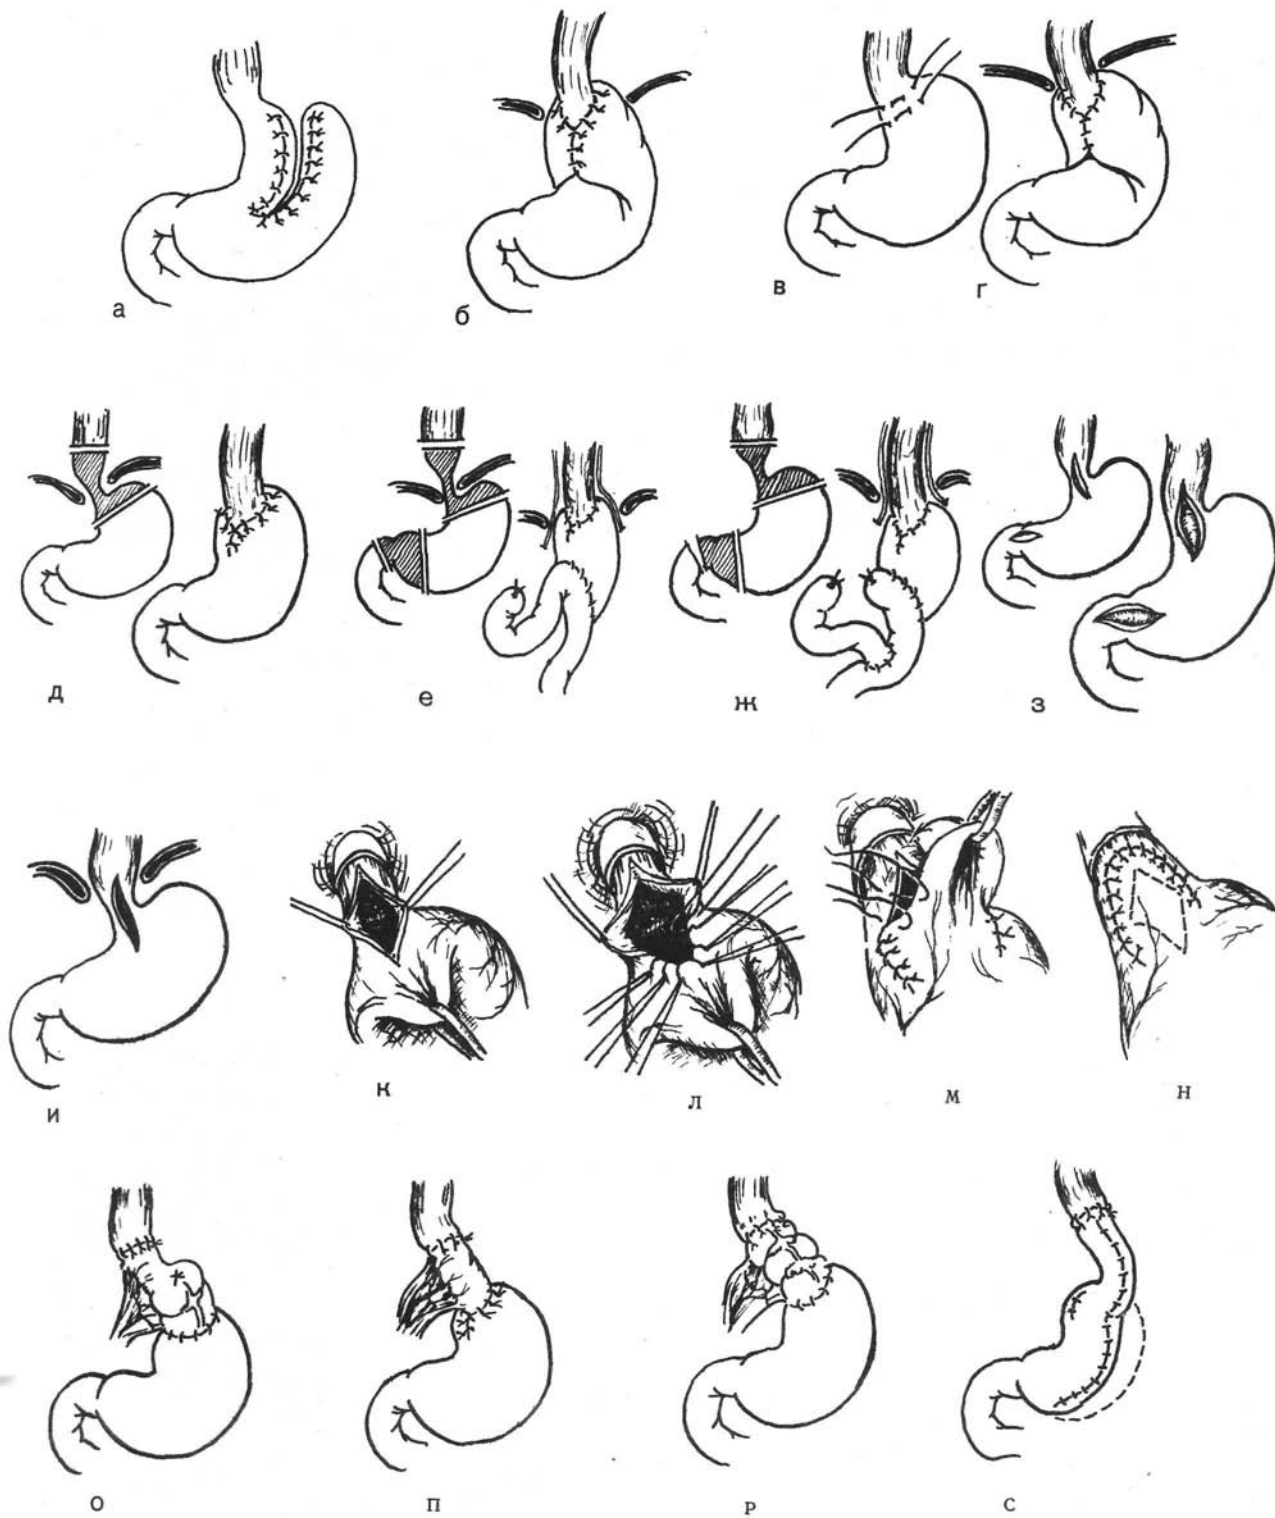 а б в г
д е ж з
и к л м н
о п р с